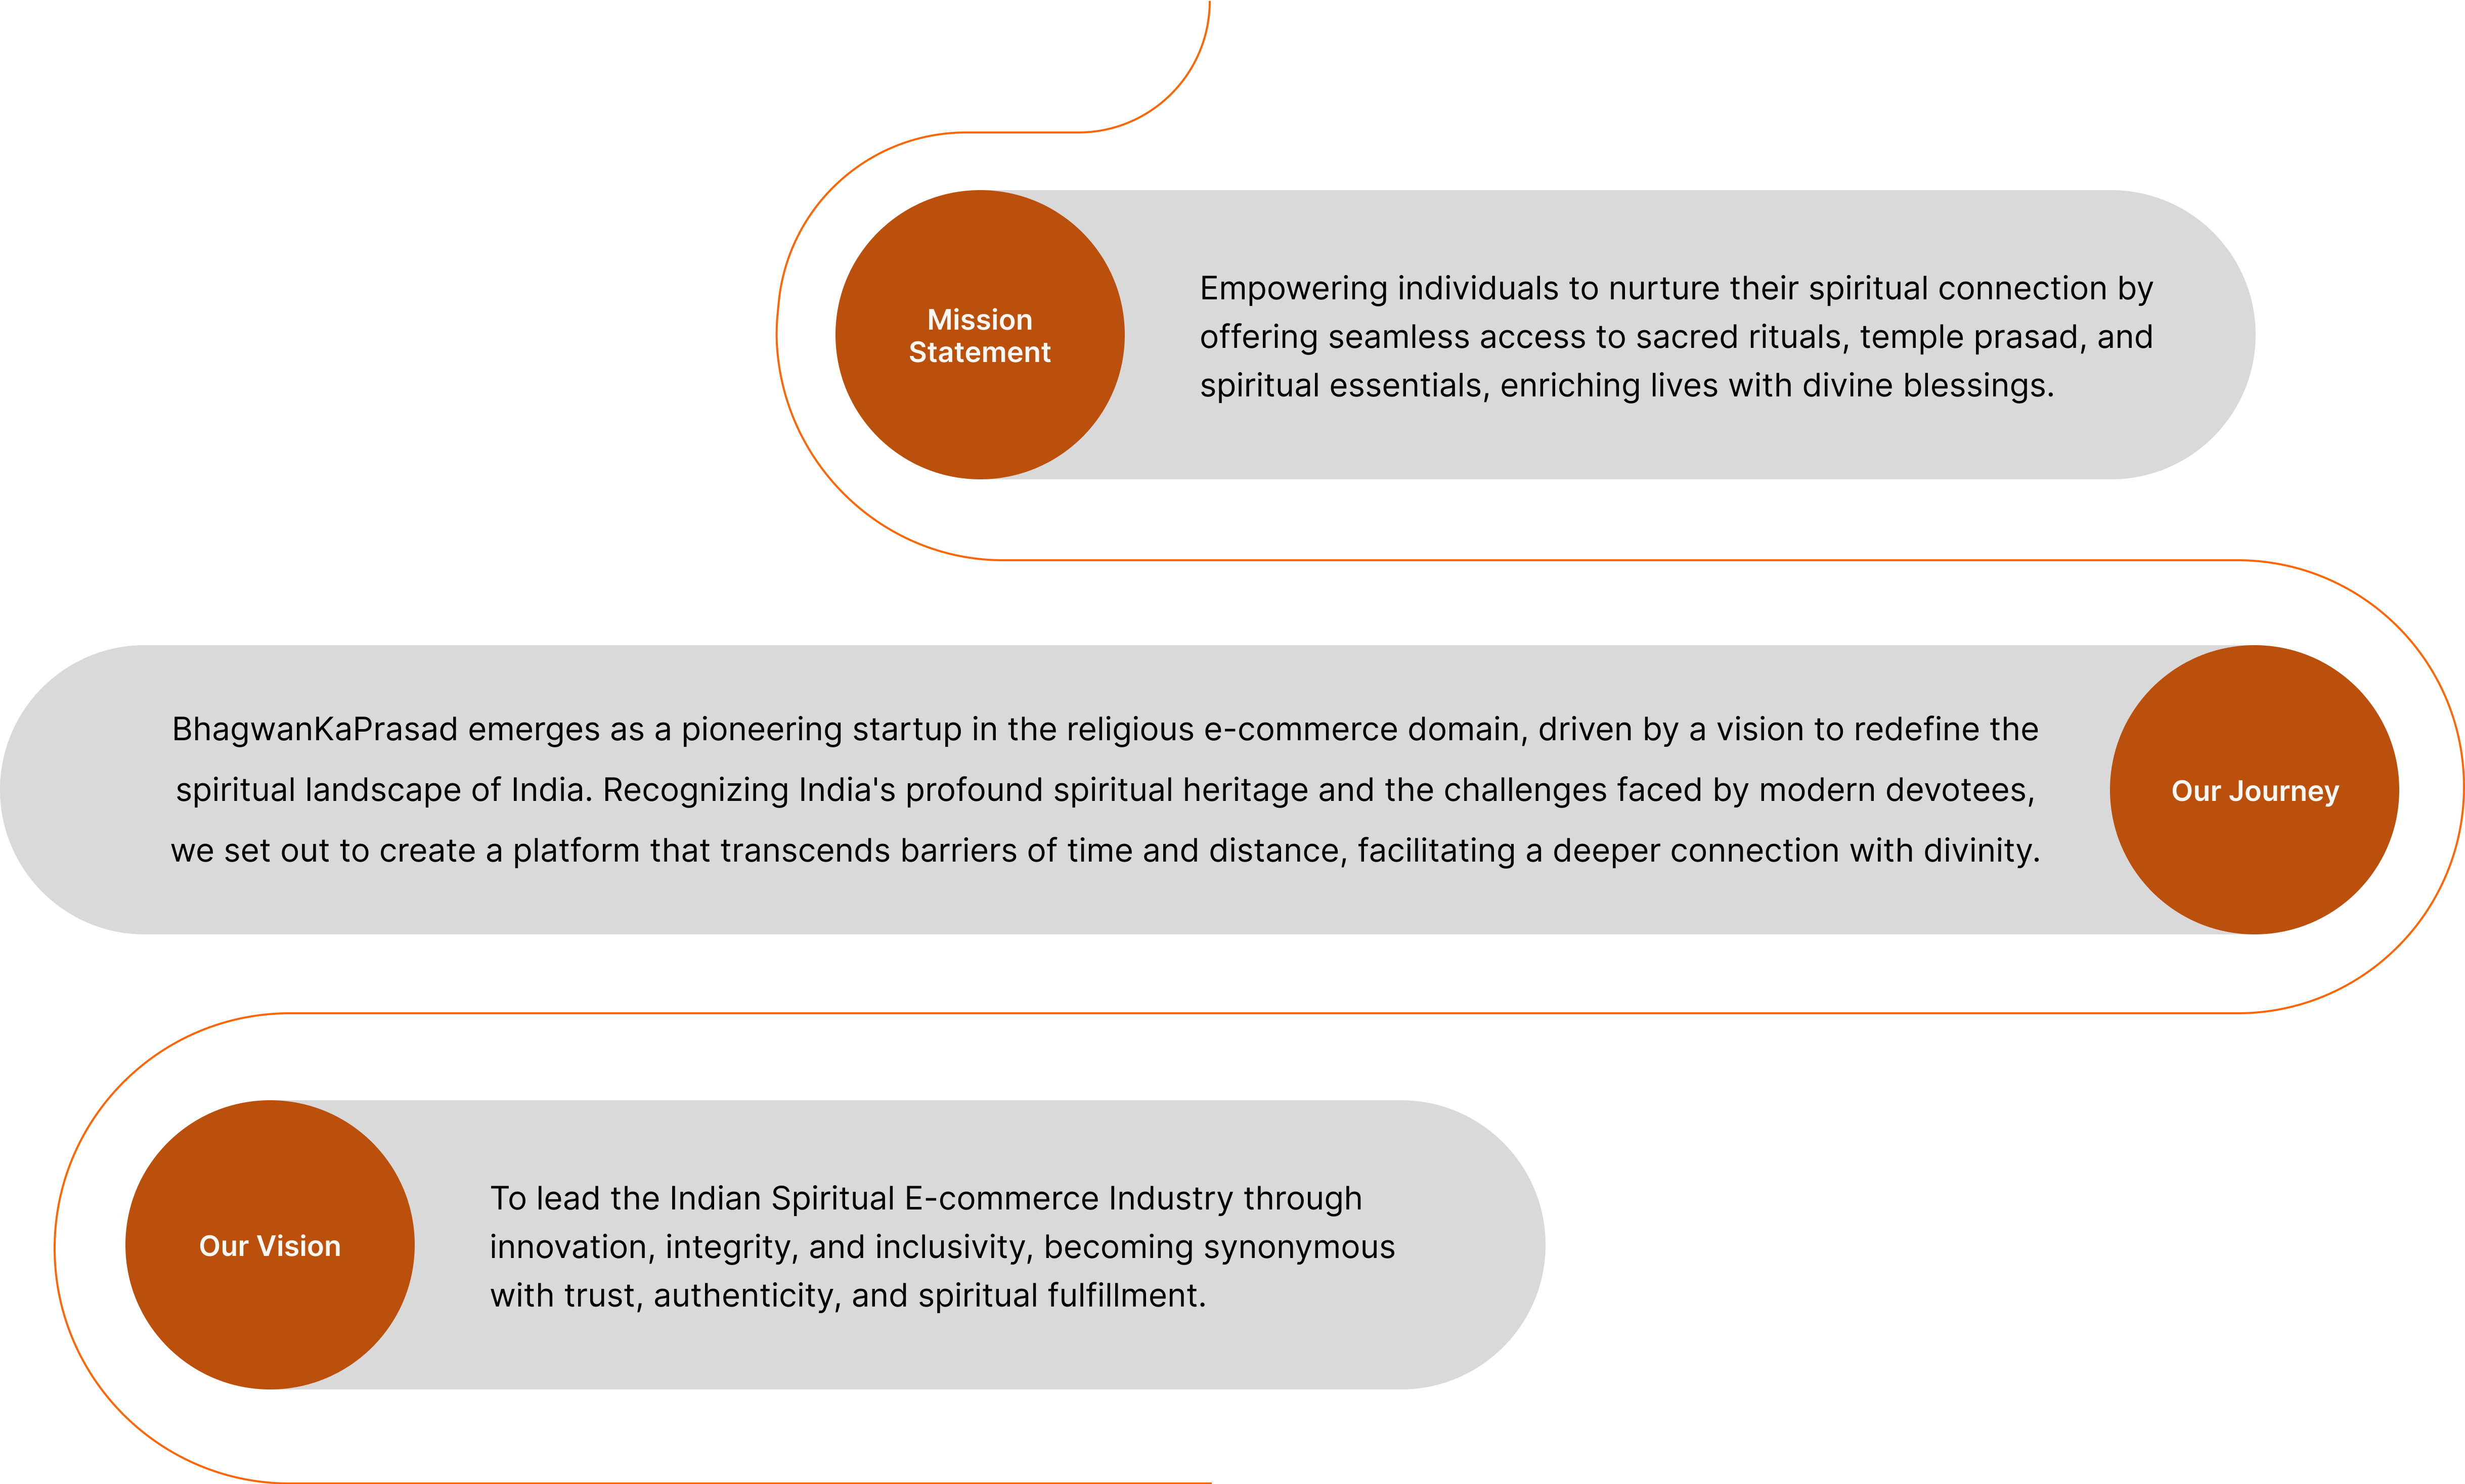 Mission
Statement
Empowering individuals to nurture their spiritual connection by
offering seamless access to sacred rituals, temple prasad, and
spiritual essentials, enriching lives with divine blessings.
BhagwanKaPrasad emerges as a pioneering startup in the religious e-commerce domain, driven by a vision to redefine the
spiritual landscape of India. Recognizing India's profound spiritual heritage and the challenges faced by modern devotees,
we set out to create a platform that transcends barriers of time and distance, facilitating a deeper connection with divinity.
Our Journey
Our Vision
To lead the Indian Spiritual E-commerce Industry through
innovation, integrity, and inclusivity, becoming synonymous
with trust, authenticity, and spiritual fulfillment.